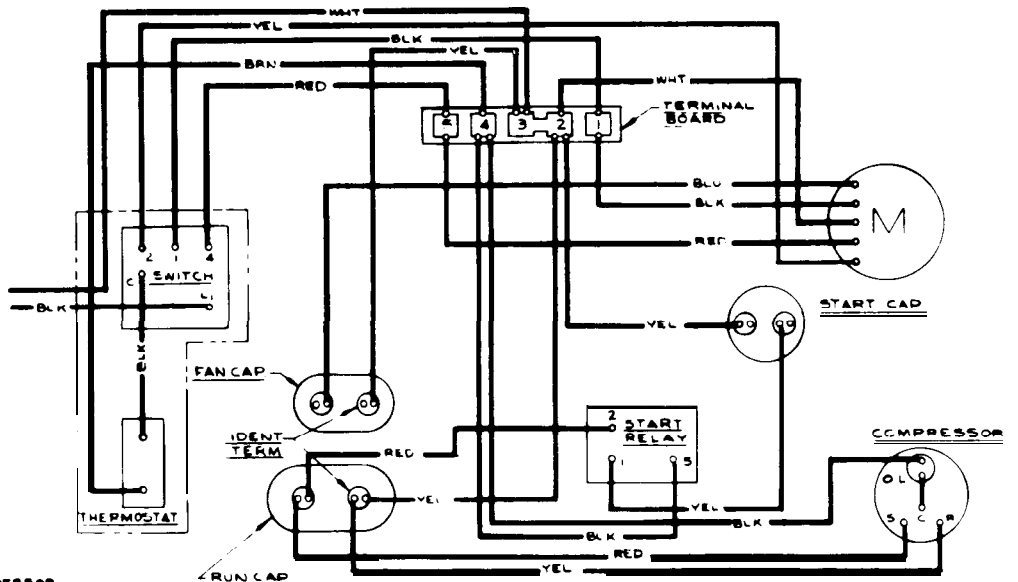 WHT
YEL
BLK
YEL
BRN
RED
WHT
TERMINAL
BOARD
5 4 3 2 1
BLU
BLK
RED
M
2 1 4
C SWITCH
L1
BLK
BLK
START CAP
YEL
FAN CAP
IDENT
TERM
2
START
RELAY
1 5
RED
COMPRESSOR
O L
S C R
YEL
YEL
BLK
BLK
THERMOSTAT
RED
YEL
RUN CAP